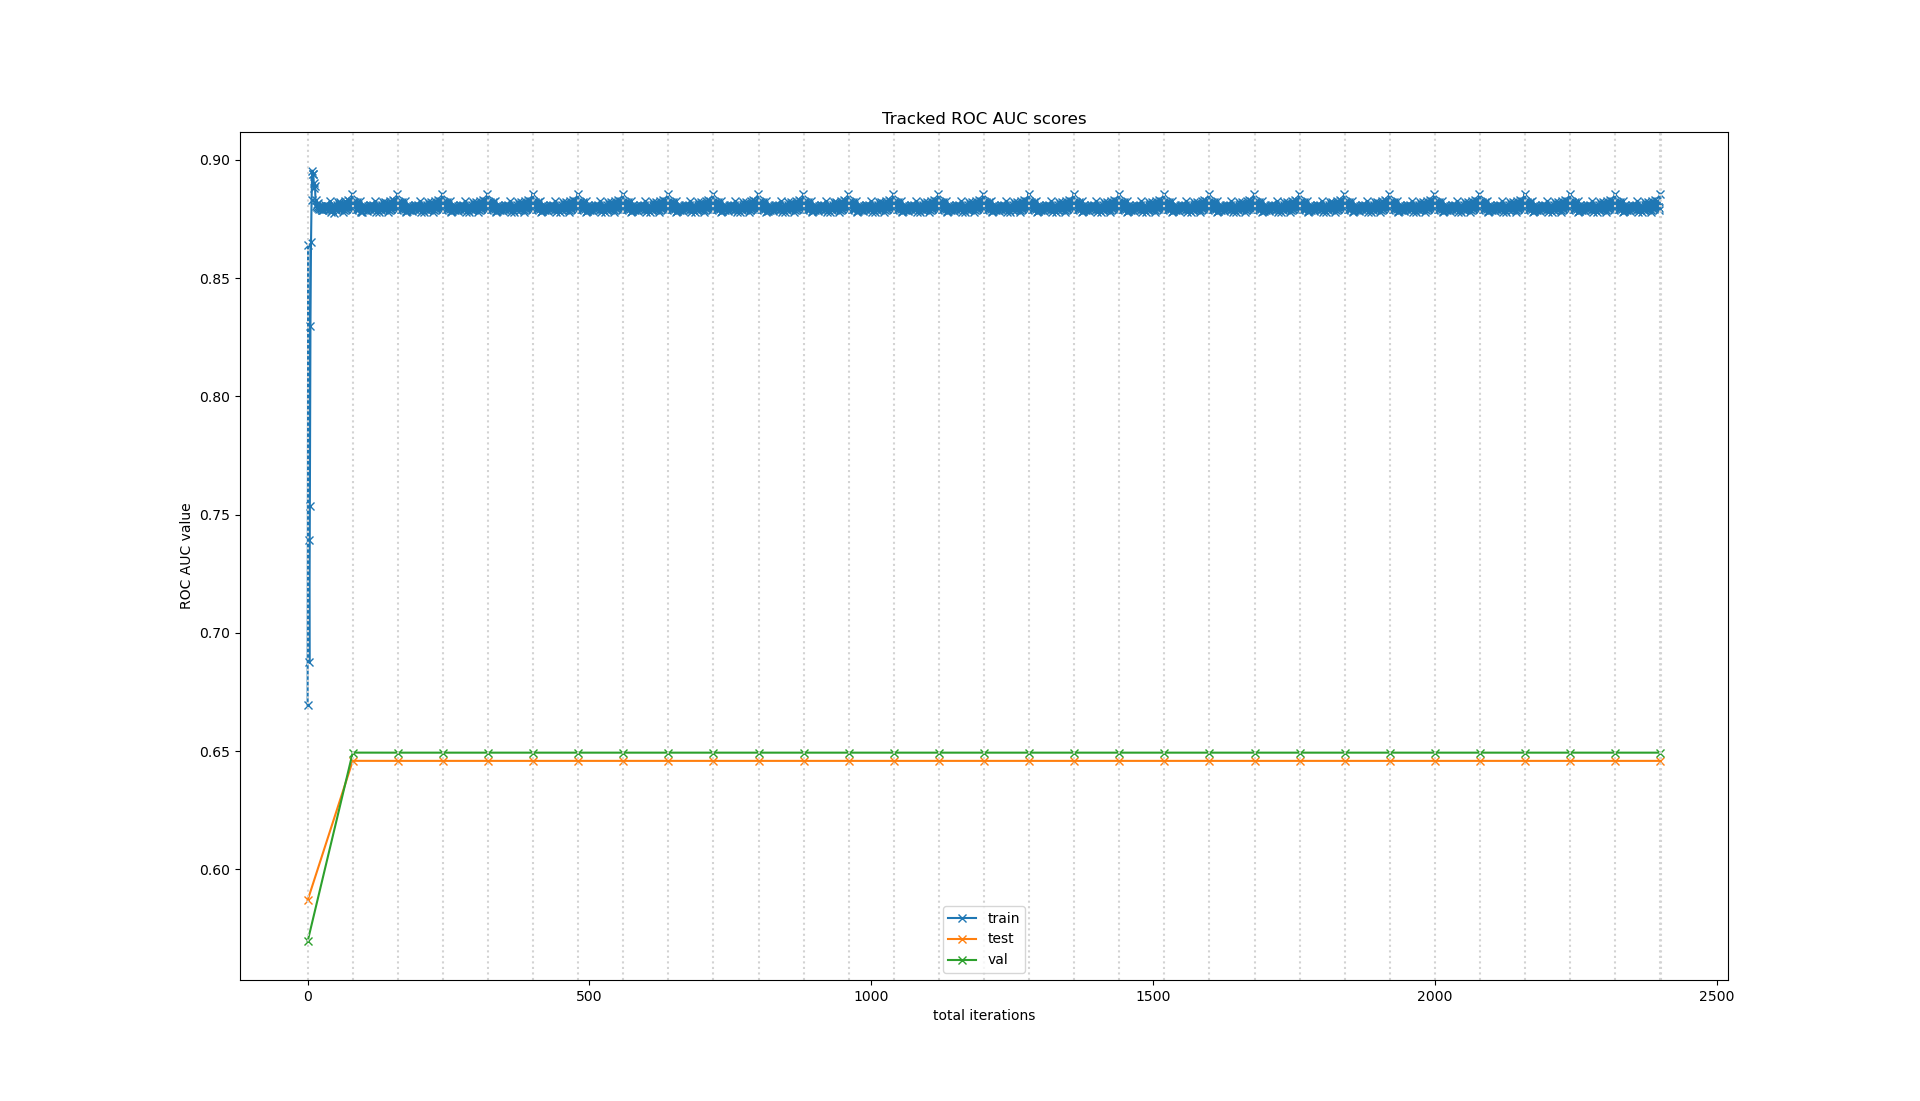 Tracked ROC AUC scores
ROC AUC value
0.90
0.85
0.80
0.75
0.70
0.65
0.60
train
test
val
0
500
1000
1500
2000
2500
total iterations